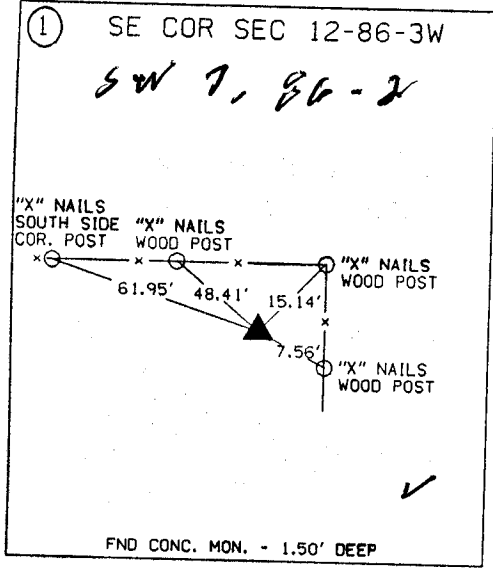 1 SE COR SEC 12-86-3W
SW 7, 86-2
"X" NAILS
SOUTH SIDE
COR. POST
"X" NAILS
WOOD POST
"X" NAILS
WOOD POST
61.95'
48.41'
15.14'
7.56'
"X" NAILS
WOOD POST
FND CONC. MON. - 1.50' DEEP